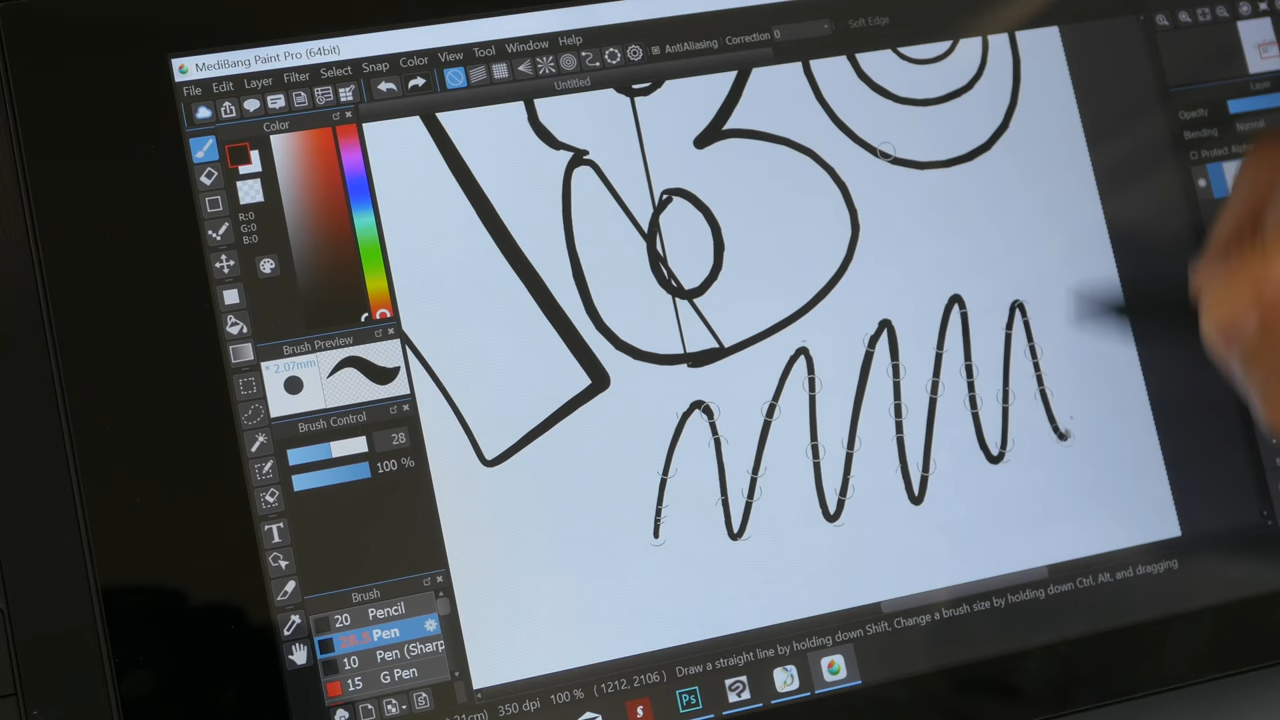 MediBang Paint Pro (64bit)
File Edit Layer Filter Select Snap Color View Tool Window Help
AntiAliasing Correction 0 Soft Edge
Untitled
Color
R:0
G:0
B:0
Brush Preview
* 2.07mm
Brush Control
28
100 %
T
Brush
20 Pencil
Pen
10 Pen (Sharp
15 G Pen
Layer
Opacity
Blending Normal
Protect Alpha
350 dpi 100 % ( 1212, 2106 ) Draw a straight line by holding down Shift, Change a brush size by holding down Ctrl, Alt, and dragging
S Ps